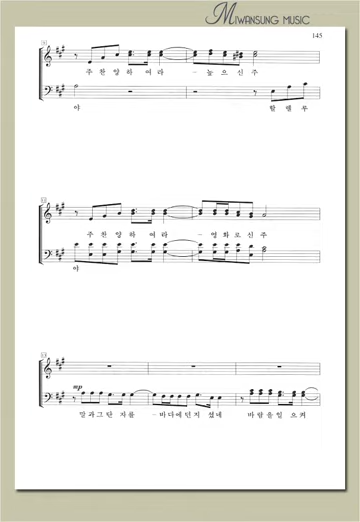 MIWANSUNG MUSIC
145
주 찬 양 하 여 라 - 높 으 신 주
야 할 렐 루
주 찬 양 하 여 라 - 영 화 로 신 주
야
mp
말 과 그 탄 자 를 - 바 다 에 던 지 셨 네 바 람 을 일 으 켜